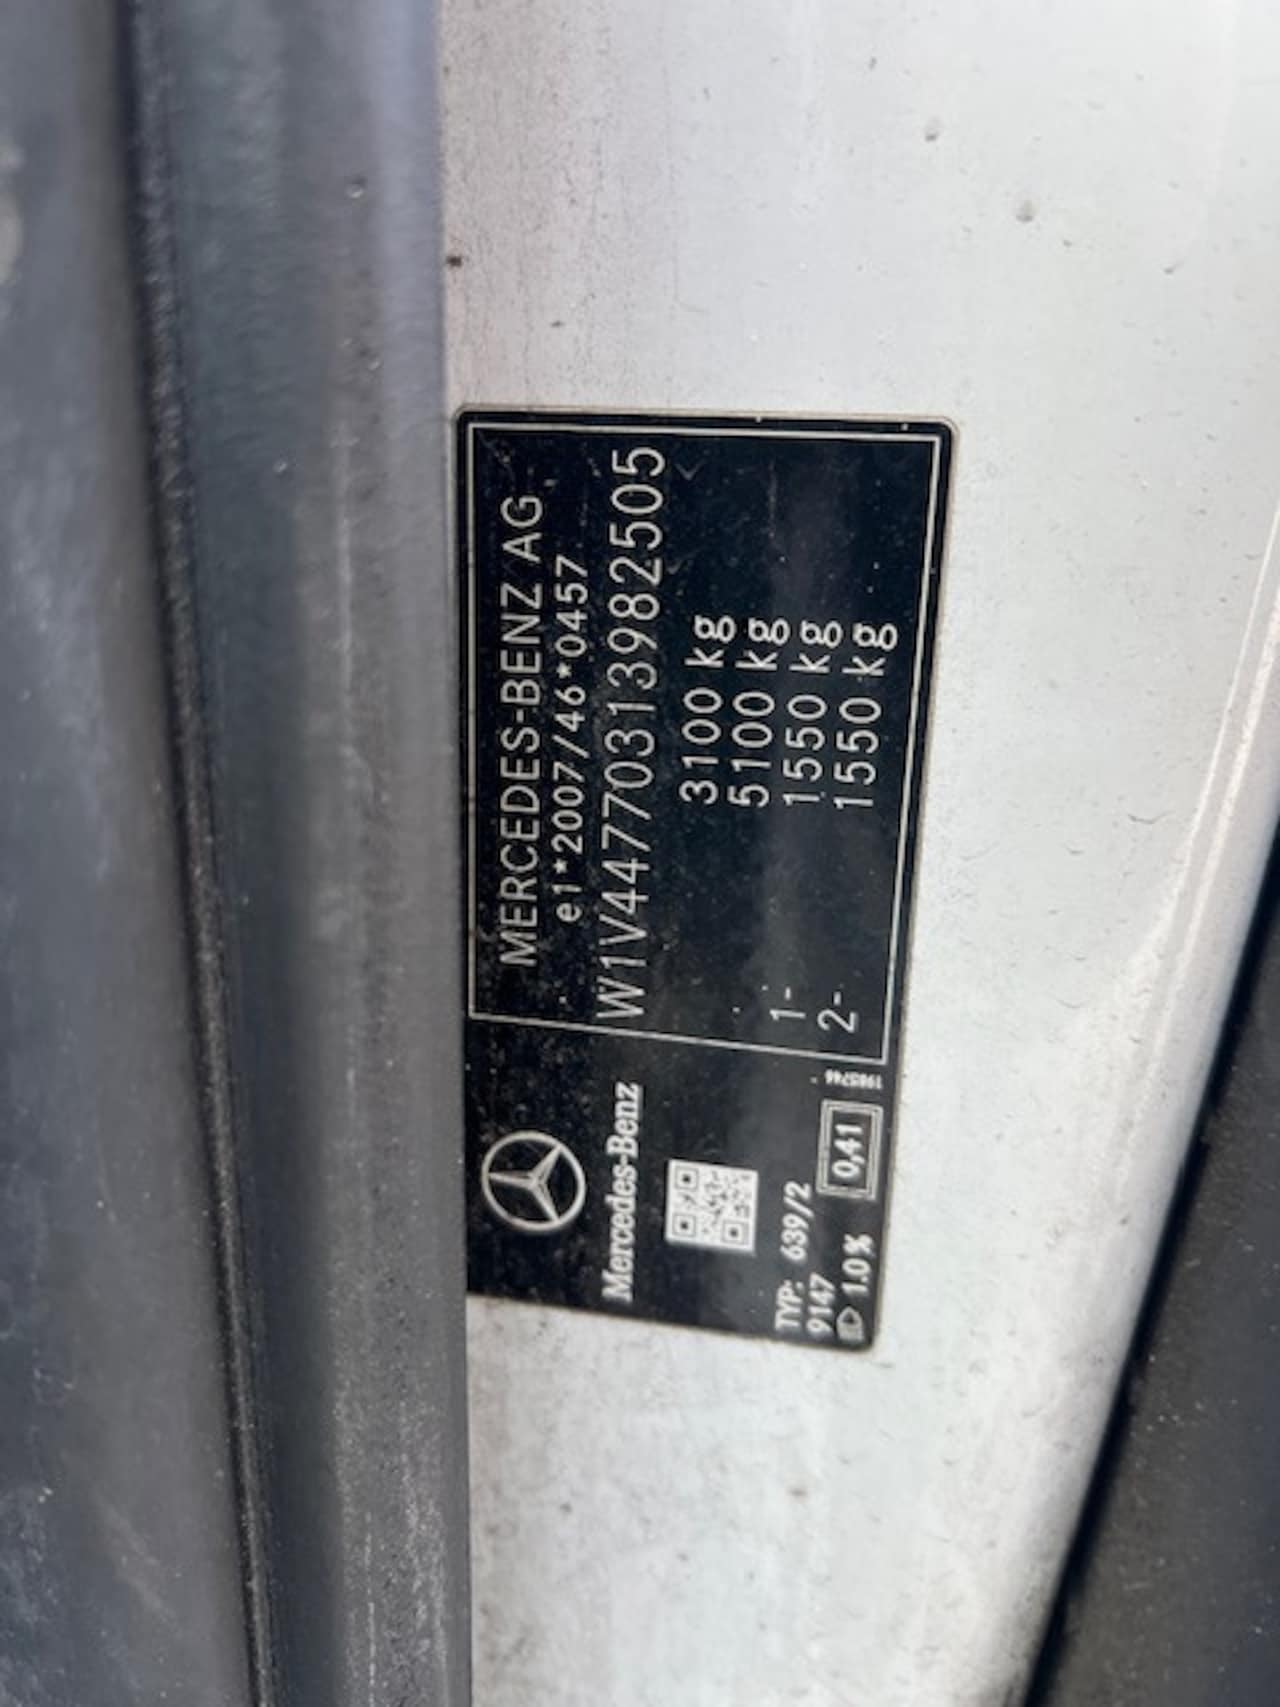 MERCEDES-BENZ AG
e1*2007/46*0457
W1V44770313982505
3100 kg
5100 kg
1- 1550 kg
2- 1550 kg
Mercedes-Benz
TYP: 639/2
9147
1.0%
0,41